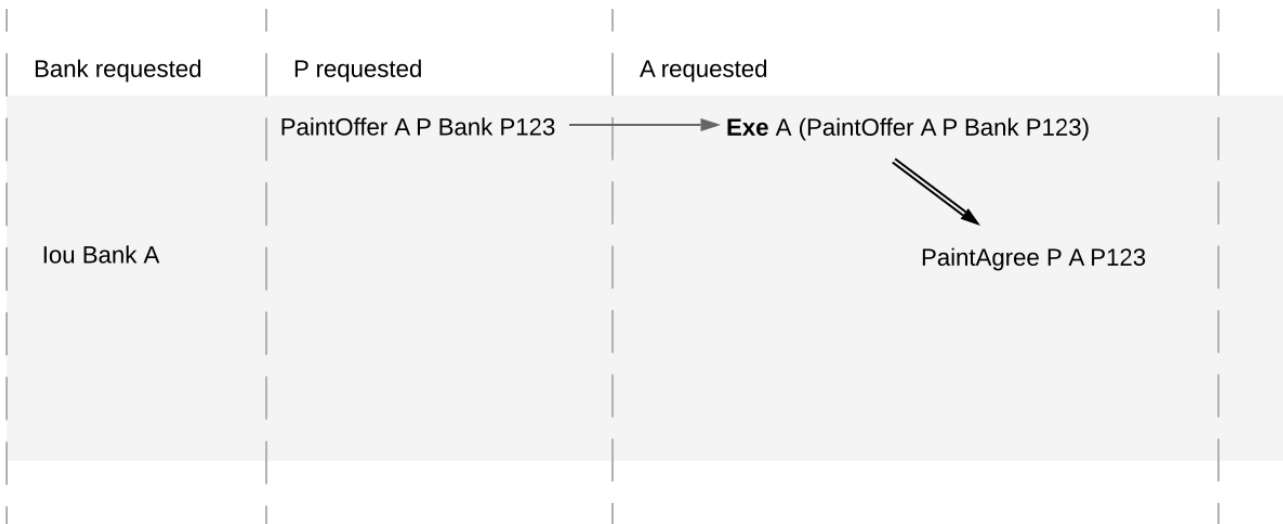 Bank requested
P requested
A requested
PaintOffer A P Bank P123
Exe A (PaintOffer A P Bank P123)
Iou Bank A
PaintAgree P A P123